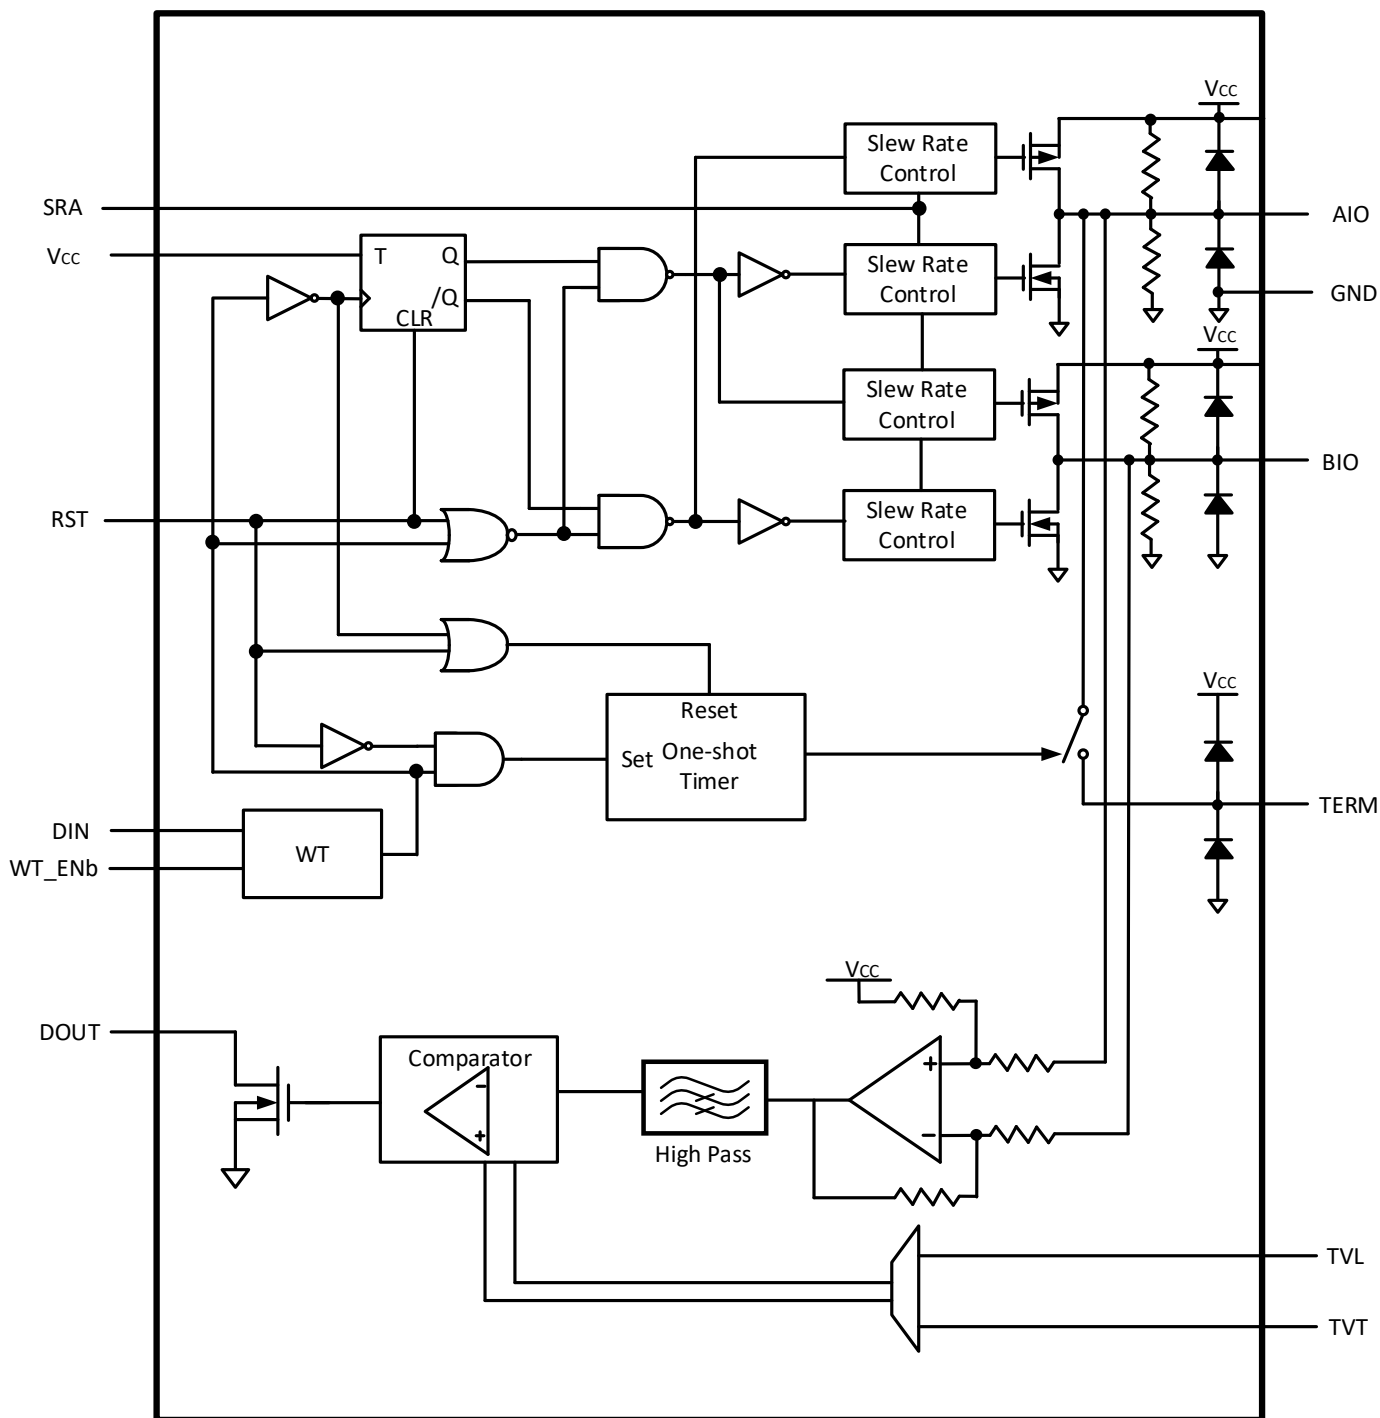 VCC
Slew Rate
Control
SRA
AIO
VCC
T
Q
/Q
CLR
Slew Rate
Control
GND
VCC
Slew Rate
Control
BIO
RST
Slew Rate
Control
VCC
Reset
Set
One-shot
Timer
TERM
DIN
WT_ENb
WT
VCC
DOUT
Comparator
-
+
+
-
High Pass
TVL
TVT